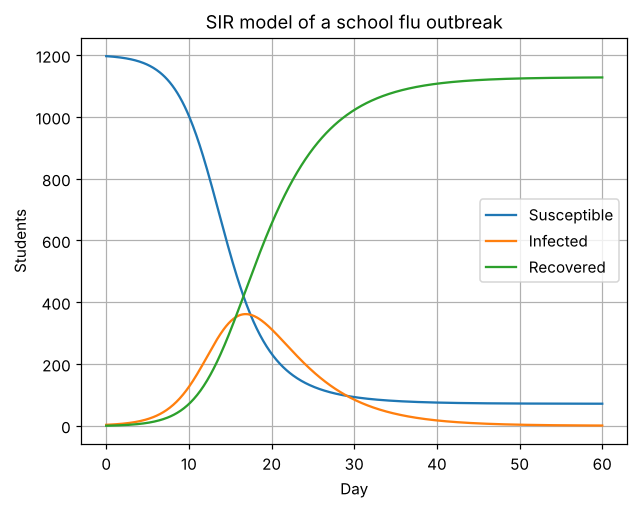 SIR model of a school flu outbreak
1200
1000
800
600
400
200
0
Students
Susceptible
Infected
Recovered
0 10 20 30 40 50 60
Day